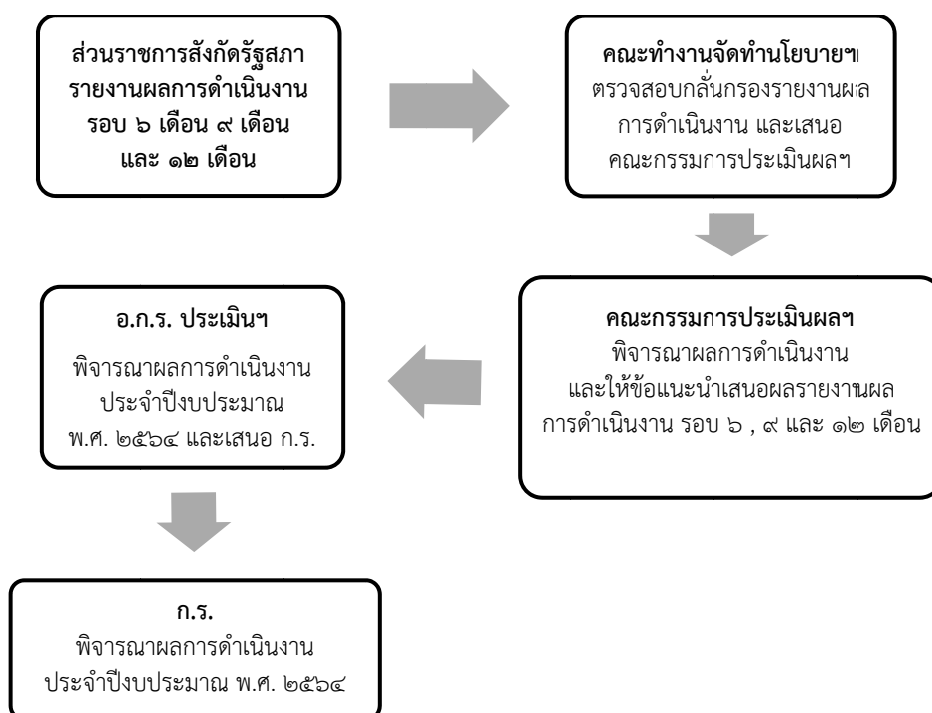 ส่วนราชการสังกัดรัฐสภา
รายงานผลการดำเนินงาน
รอบ ๖ เดือน ๙ เดือน
และ ๑๒ เดือน
คณะทำงานจัดทำนโยบายฯ
ตรวจสอบกลั่นกรองรายงานผล
การดำเนินงาน และเสนอ
คณะกรรมการประเมินผลฯ
คณะกรรมการประเมินผลฯ
พิจารณาผลการดำเนินงาน
และให้ข้อแนะนำเสนอผลรายงานผล
การดำเนินงาน รอบ ๖ , ๙ และ ๑๒ เดือน
อ.ก.ร. ประเมินฯ
พิจารณาผลการดำเนินงาน
ประจำปีงบประมาณ
พ.ศ. ๒๕๖๔ และเสนอ ก.ร.
ก.ร.
พิจารณาผลการดำเนินงาน
ประจำปีงบประมาณ พ.ศ. ๒๕๖๔